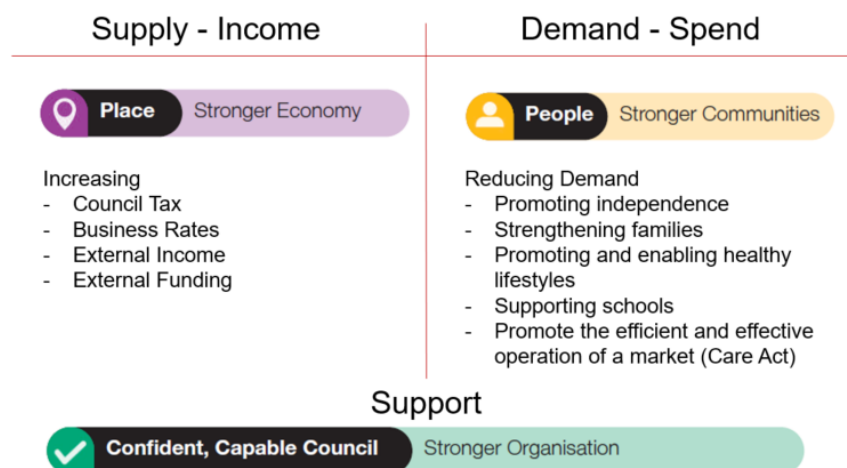 Supply - Income
Demand - Spend
Place Stronger Economy
People Stronger Communities
Increasing
- Council Tax
- Business Rates
- External Income
- External Funding
Reducing Demand
- Promoting independence
- Strengthening families
- Promoting and enabling healthy
lifestyles
- Supporting schools
- Promote the efficient and effective
operation of a market (Care Act)
Support
Confident, Capable Council Stronger Organisation